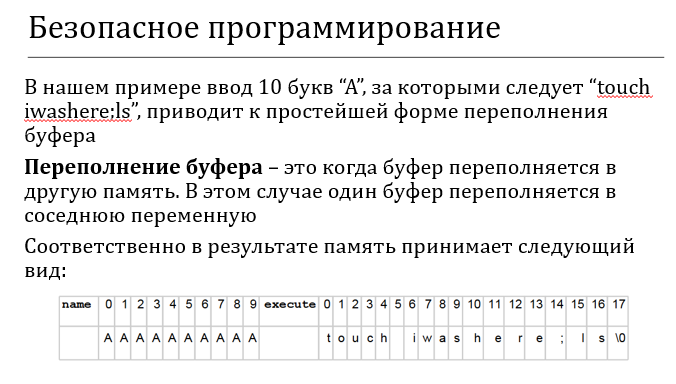 Безопасное программирование
В нашем примере ввод 10 букв “A”, за которыми следует “touch
iwashere;ls”, приводит к простейшей форме переполнения
буфера
Переполнение буфера – это когда буфер переполняется в
другую память. В этом случае один буфер переполняется в
соседнюю переменную
Соответственно в результате память принимает следующий
вид:
name 0 1 2 3 4 5 6 7 8 9 execute 0 1 2 3 4 5 6 7 8 9 10 11 12 13 14 15 16 17
A A A A A A A A A A t o u c h i w a s h e r e ; l s \0